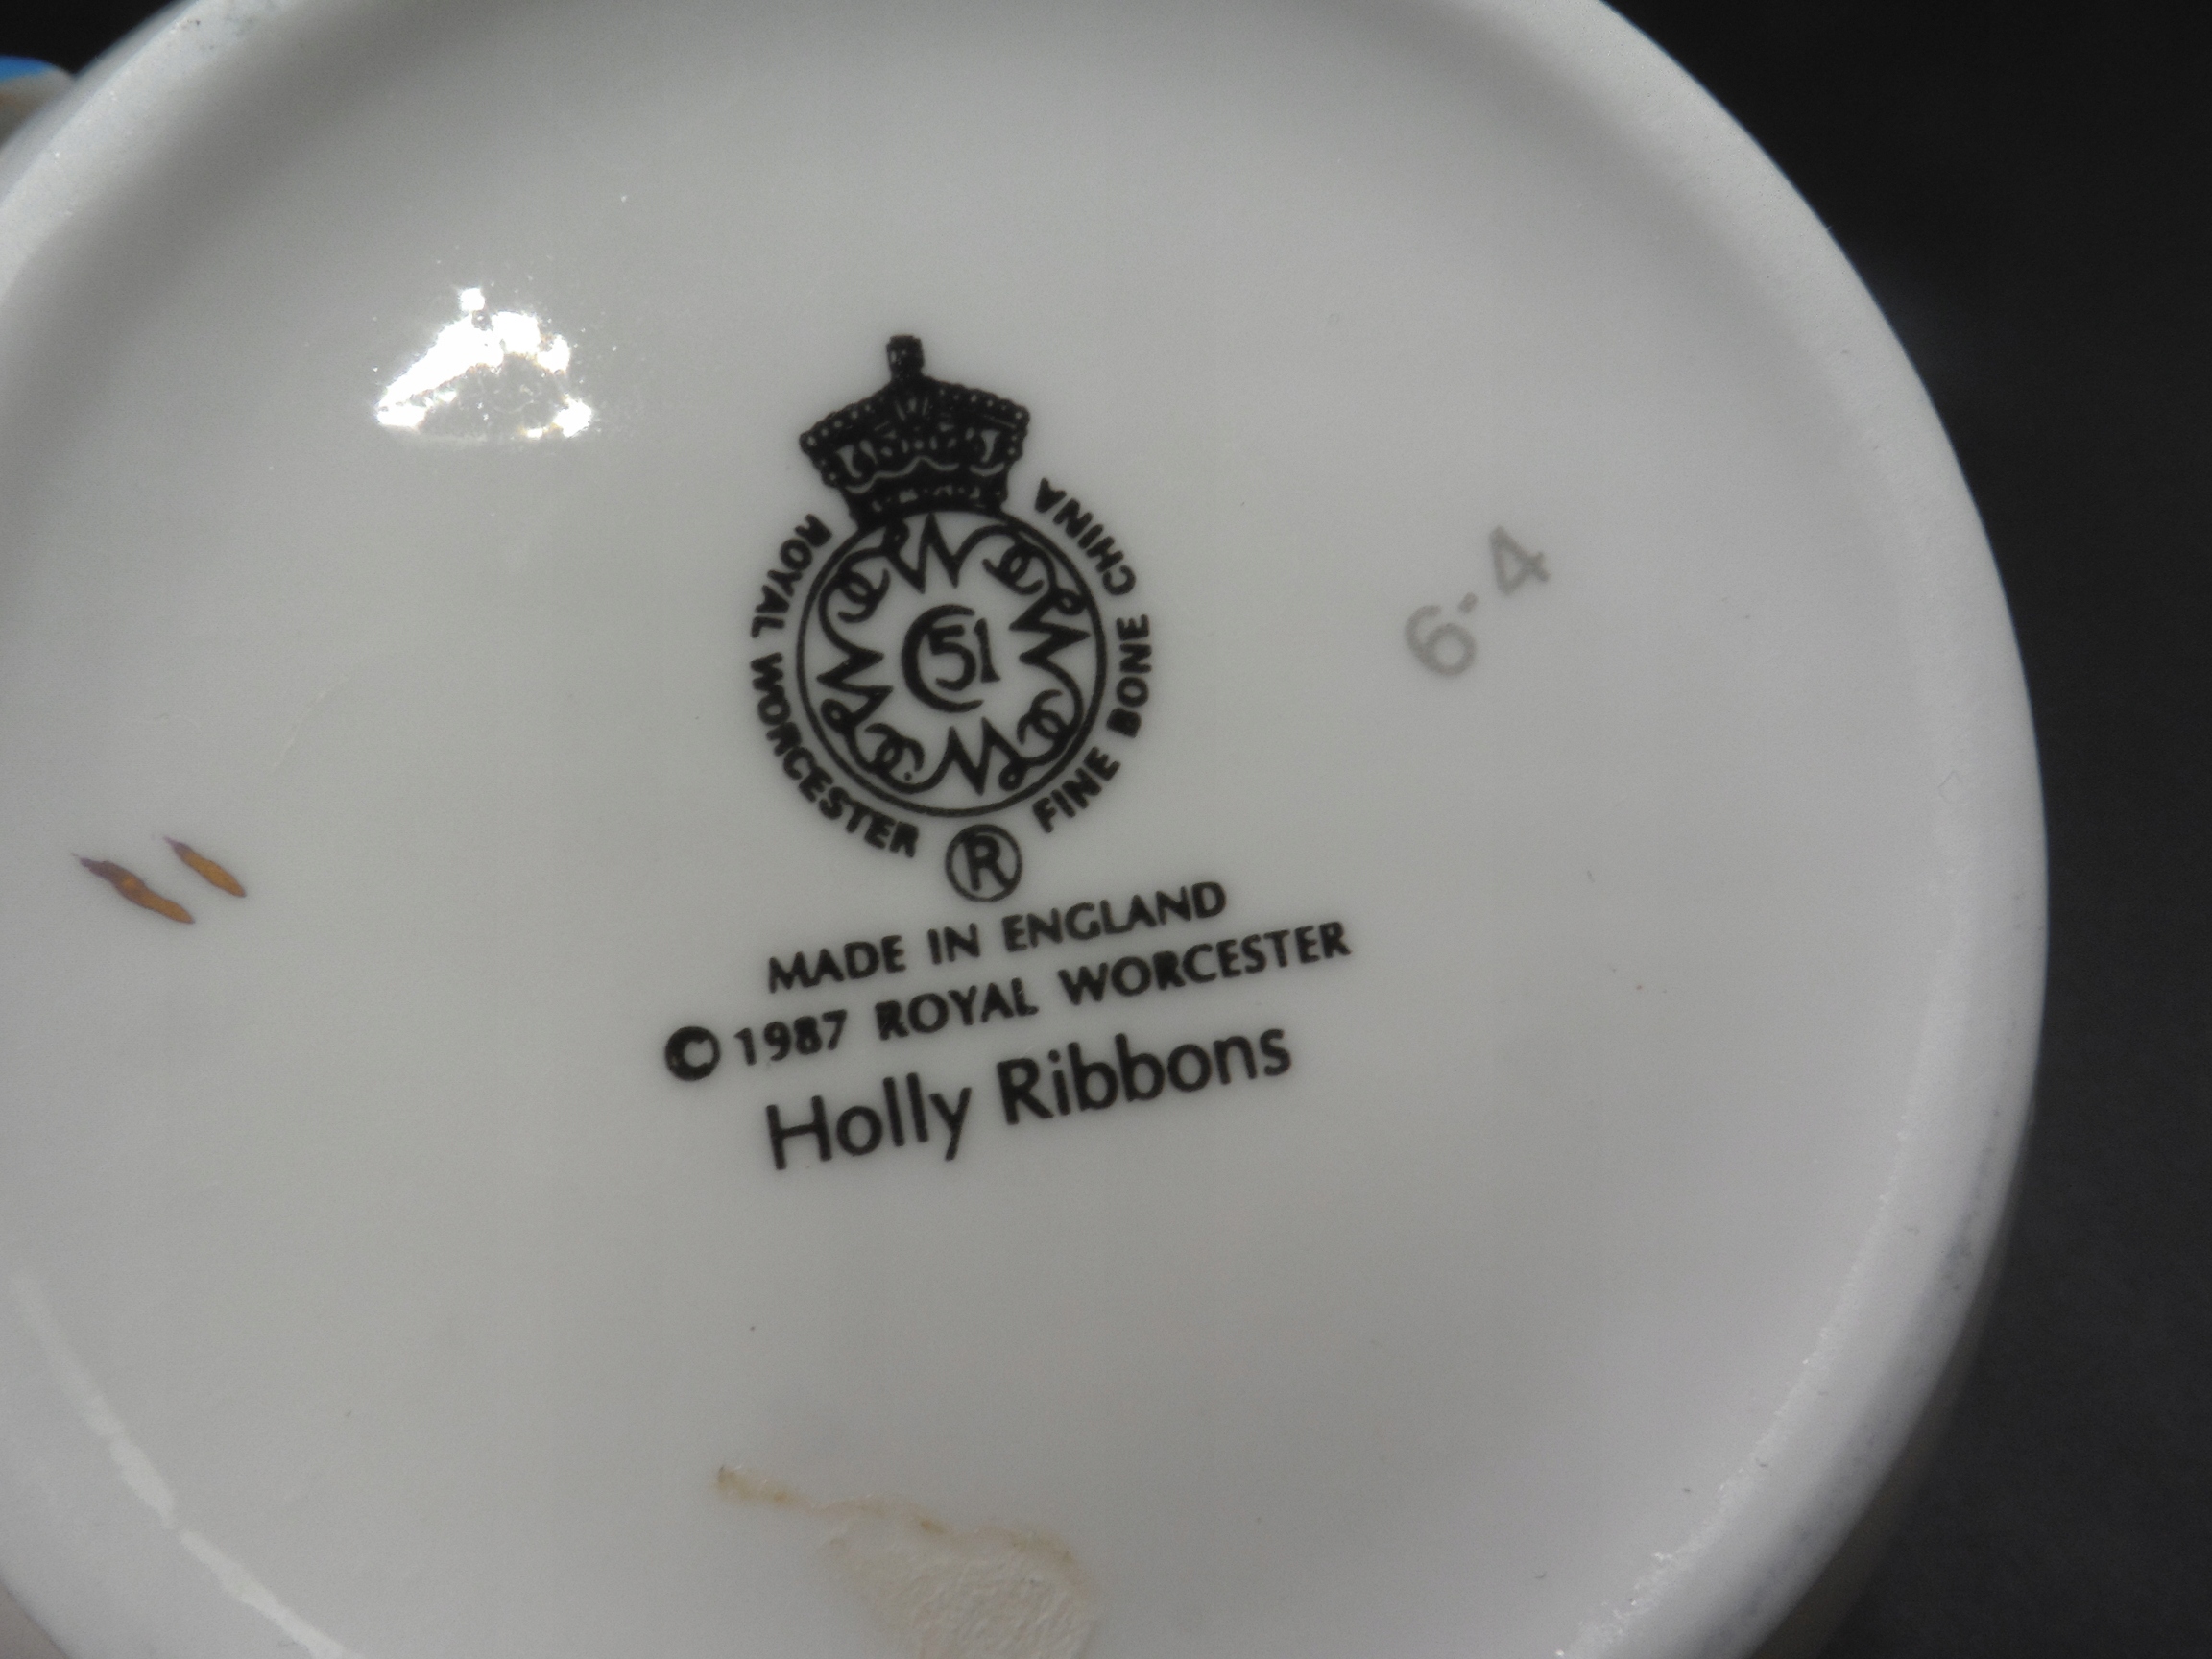 ROYAL WORCESTER FINE BONE CHINA
51
®
MADE IN ENGLAND
© 1987 ROYAL WORCESTER
Holly Ribbons
6-4